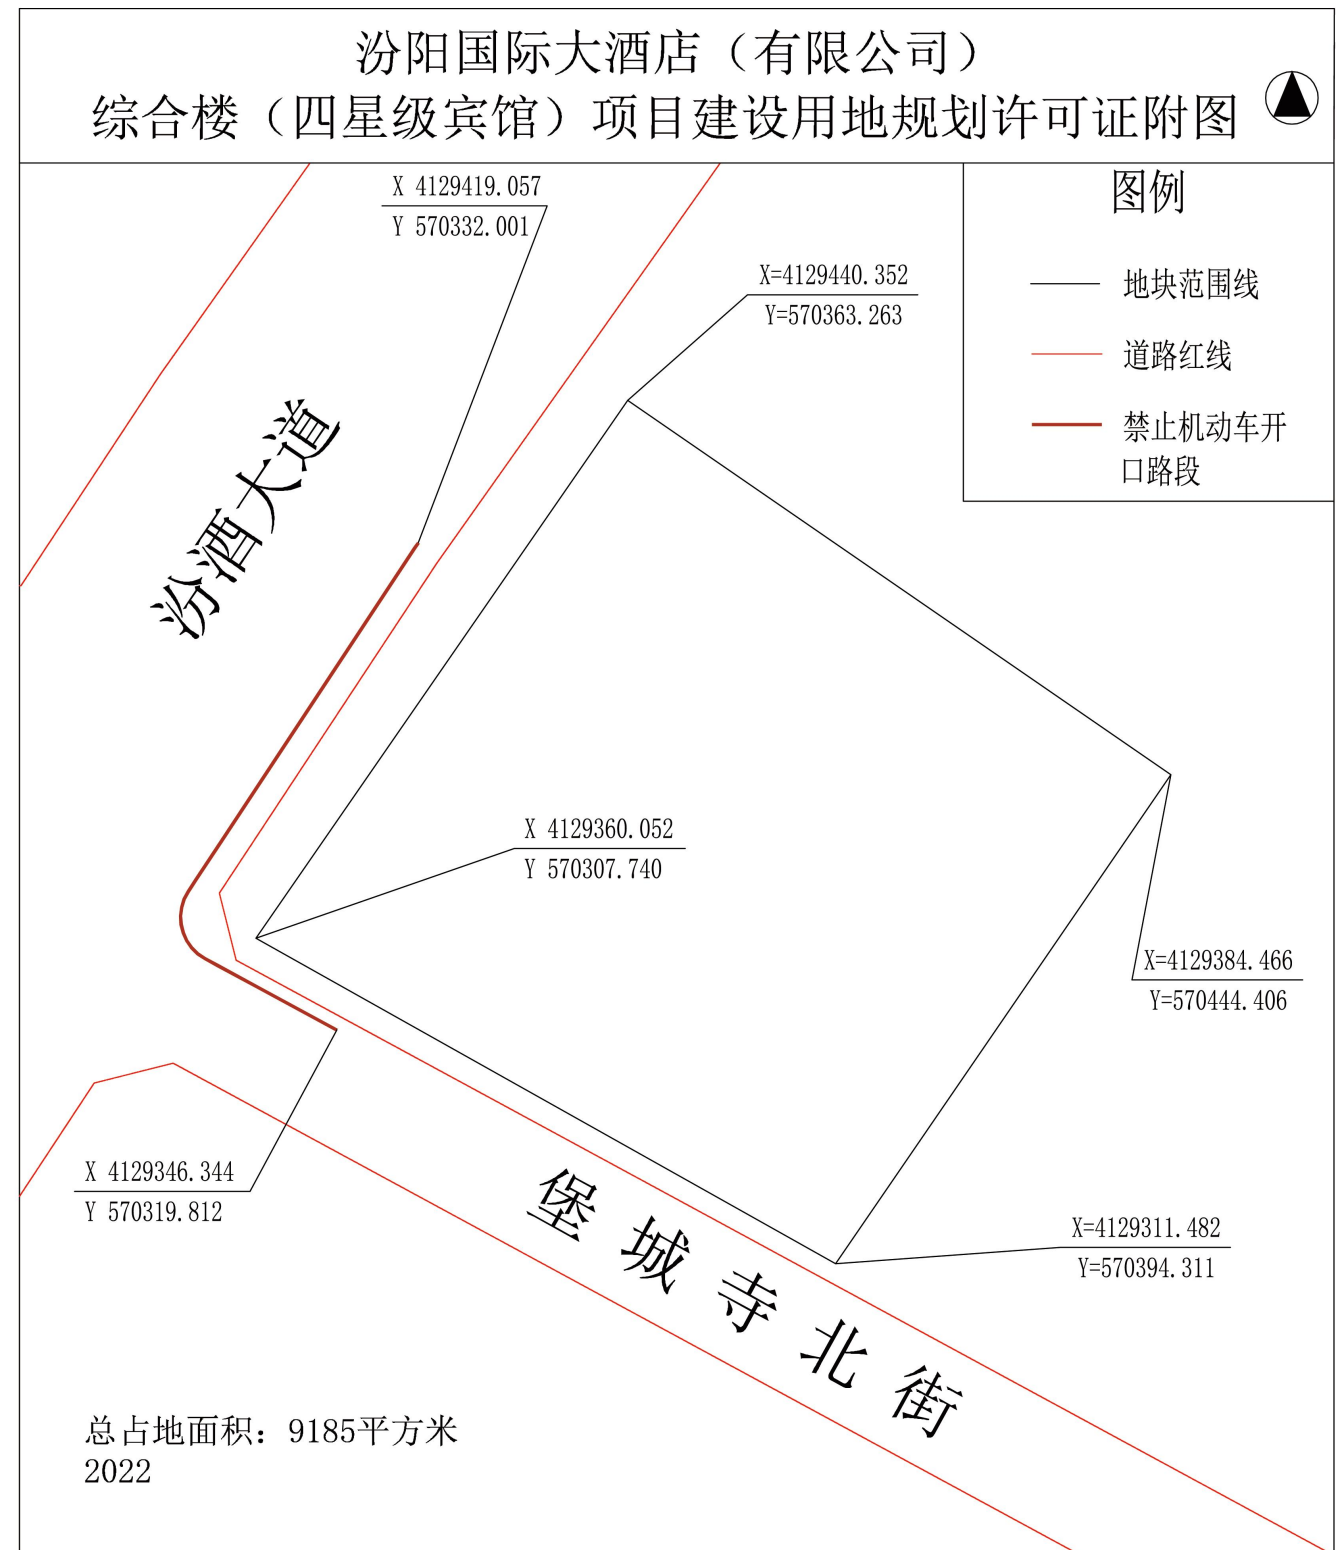 汾阳国际大酒店（有限公司）
综合楼（四星级宾馆）项目建设用地规划许可证附图
图例
地块范围线
道路红线
禁止机动车开
口路段
X 4129419.057
Y 570332.001
X=4129440.352
Y=570363.263
汾酒大道
X 4129360.052
Y 570307.740
X=4129384.466
Y=570444.406
X 4129346.344
Y 570319.812
堡城寺北街
X=4129311.482
Y=570394.311
总占地面积：9185平方米
2022